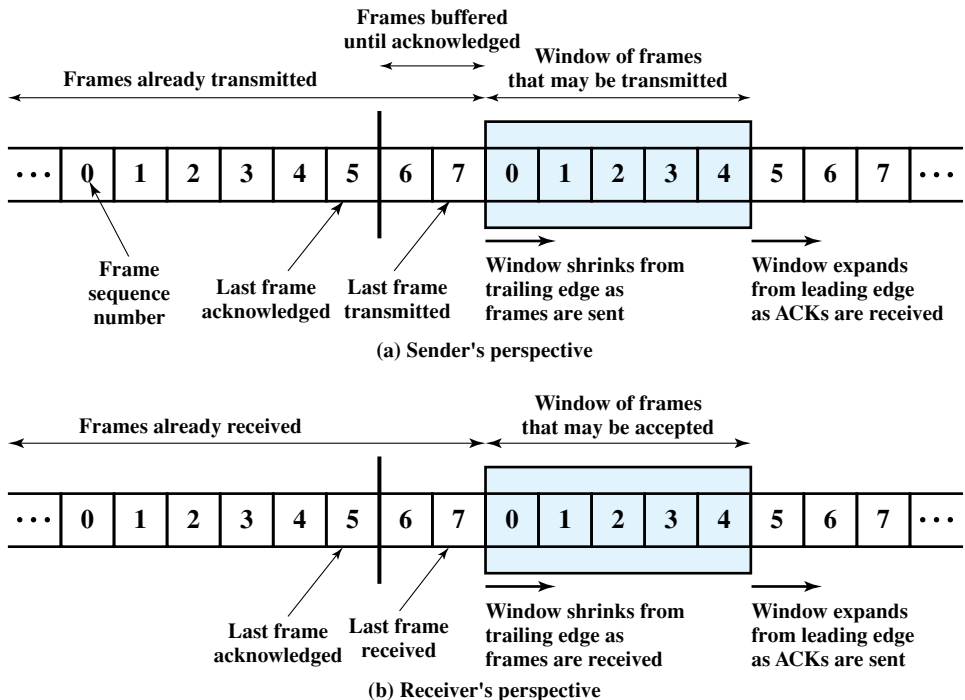 Frames buffered
until acknowledged
Window of frames
that may be transmitted
Frames already transmitted
··· 0 1 2 3 4 5 6 7 0 1 2 3 4 5 6 7 ···
Frame
sequence
number
Last frame
acknowledged
Last frame
transmitted
Window shrinks from
trailing edge as
frames are sent
Window expands
from leading edge
as ACKs are received
(a) Sender's perspective
Window of frames
that may be accepted
Frames already received
··· 0 1 2 3 4 5 6 7 0 1 2 3 4 5 6 7 ···
Last frame
acknowledged
Last frame
received
Window shrinks from
trailing edge as
frames are received
Window expands
from leading edge
as ACKs are sent
(b) Receiver's perspective